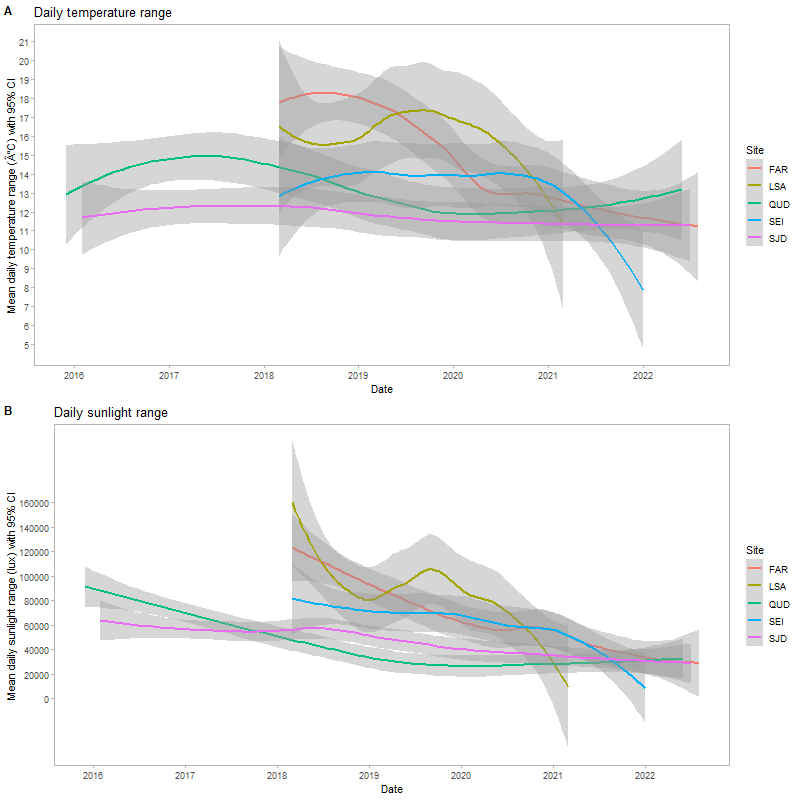 A
Daily temperature range
Mean daily temperature range (Â°C) with 95% CI
21
20
19
18
17
16
15
14
13
12
11
10
9
8
7
6
5
2016
2017
2018
2019
2020
2021
2022
Date
Site
FAR
LSA
QUD
SEI
SJD
B
Daily sunlight range
Mean daily sunlight range (lux) with 95% CI
160000
140000
120000
100000
80000
60000
40000
20000
0
2016
2017
2018
2019
2020
2021
2022
Date
Site
FAR
LSA
QUD
SEI
SJD